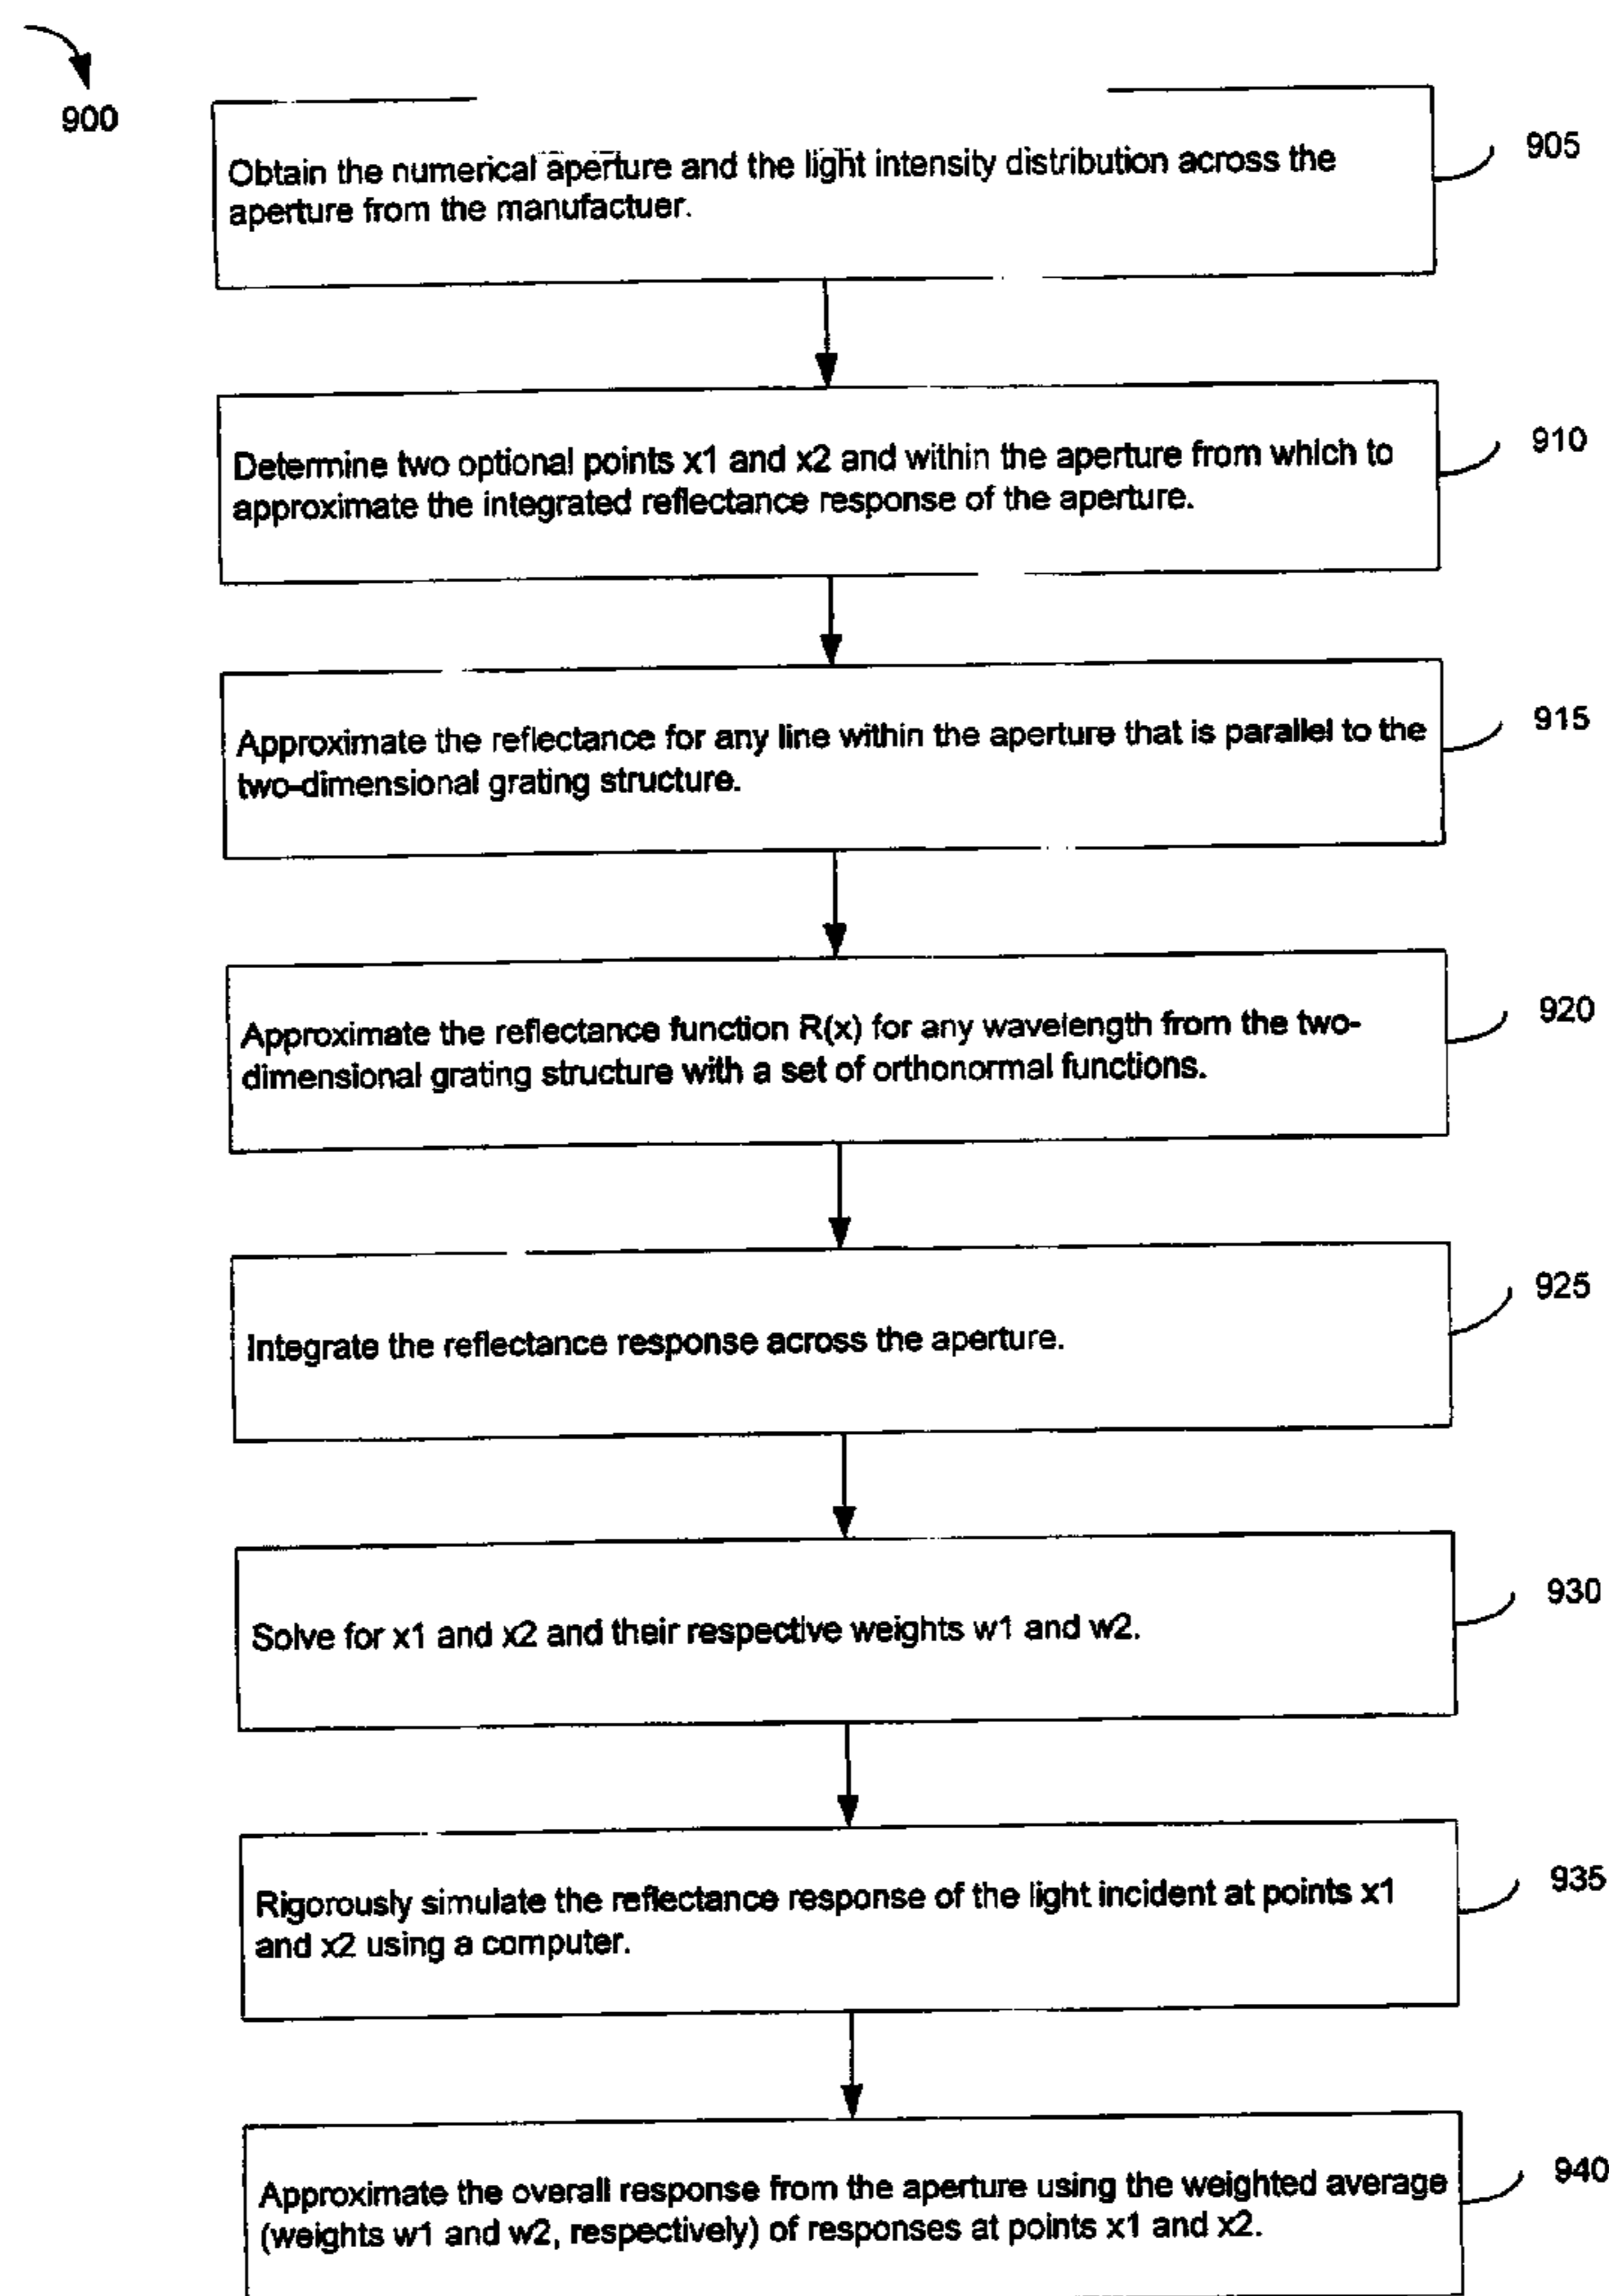 900
Obtain the numerical aperture and the light intensity distribution across the
aperture from the manufactuer.
905
Determine two optional points x1 and x2 and within the aperture from which to
approximate the integrated reflectance response of the aperture.
910
Approximate the reflectance for any line within the aperture that is parallel to the
two-dimensional grating structure.
915
Approximate the reflectance function R(x) for any wavelength from the two-
dimensional grating structure with a set of orthonormal functions.
920
Integrate the reflectance response across the aperture.
925
Solve for x1 and x2 and their respective weights w1 and w2.
930
Rigorously simulate the reflectance response of the light incident at points x1
and x2 using a computer.
935
Approximate the overall response from the aperture using the weighted average
(weights w1 and w2, respectively) of responses at points x1 and x2.
940